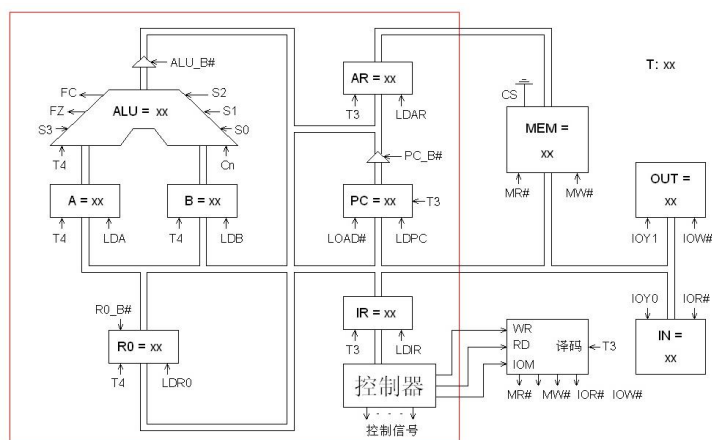 ALU_B#
FC
FZ
S3
ALU = xx
S2
S1
S0
T4
Cn
AR = xx
T3
LDAR
CS
MEM =
xx
MR#
MW#
T: xx
PC_B#
A = xx
T4
LDA
B = xx
T4
LDB
PC = xx
T3
LOAD#
LDPC
OUT =
xx
IOY1
IOW#
R0_B#
R0 = xx
T4
LDR0
IR = xx
T3
LDIR
控制器
控制信号
WR
RD
IOM
译码
T3
MR#
MW#
IOR#
IOW#
IOY0
IOR#
IN =
xx